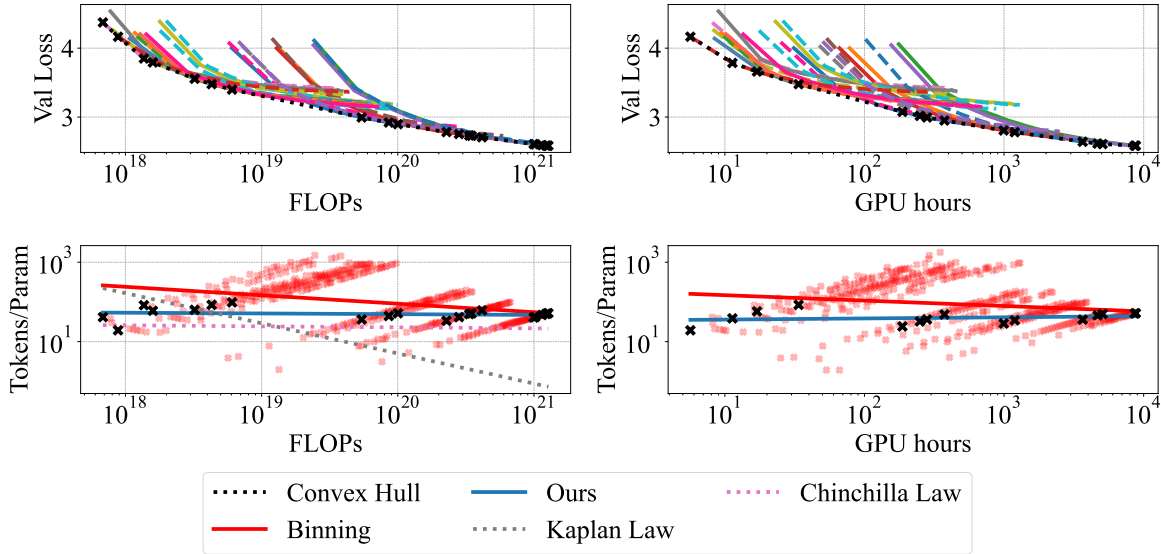 Val Loss
4
3
10^18
10^19
10^20
10^21
FLOPs
Val Loss
4
3
10^1
10^2
10^3
10^4
GPU hours
Tokens/Param
10^3
10^1
10^18
10^19
10^20
10^21
FLOPs
Tokens/Param
10^3
10^1
10^1
10^2
10^3
10^4
GPU hours
Convex Hull
Ours
Chinchilla Law
Binning
Kaplan Law